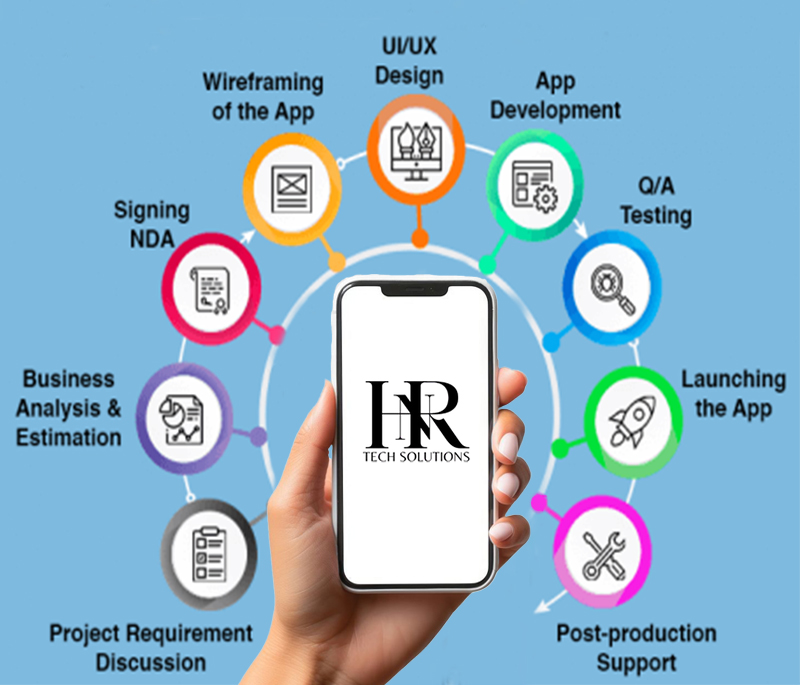 UI/UX
Design
Wireframing
of the App
App
Development
Signing
NDA
Q/A
Testing
Business
Analysis &
Estimation
Launching
the App
HNR
TECH SOLUTIONS
Project Requirement
Discussion
Post-production
Support